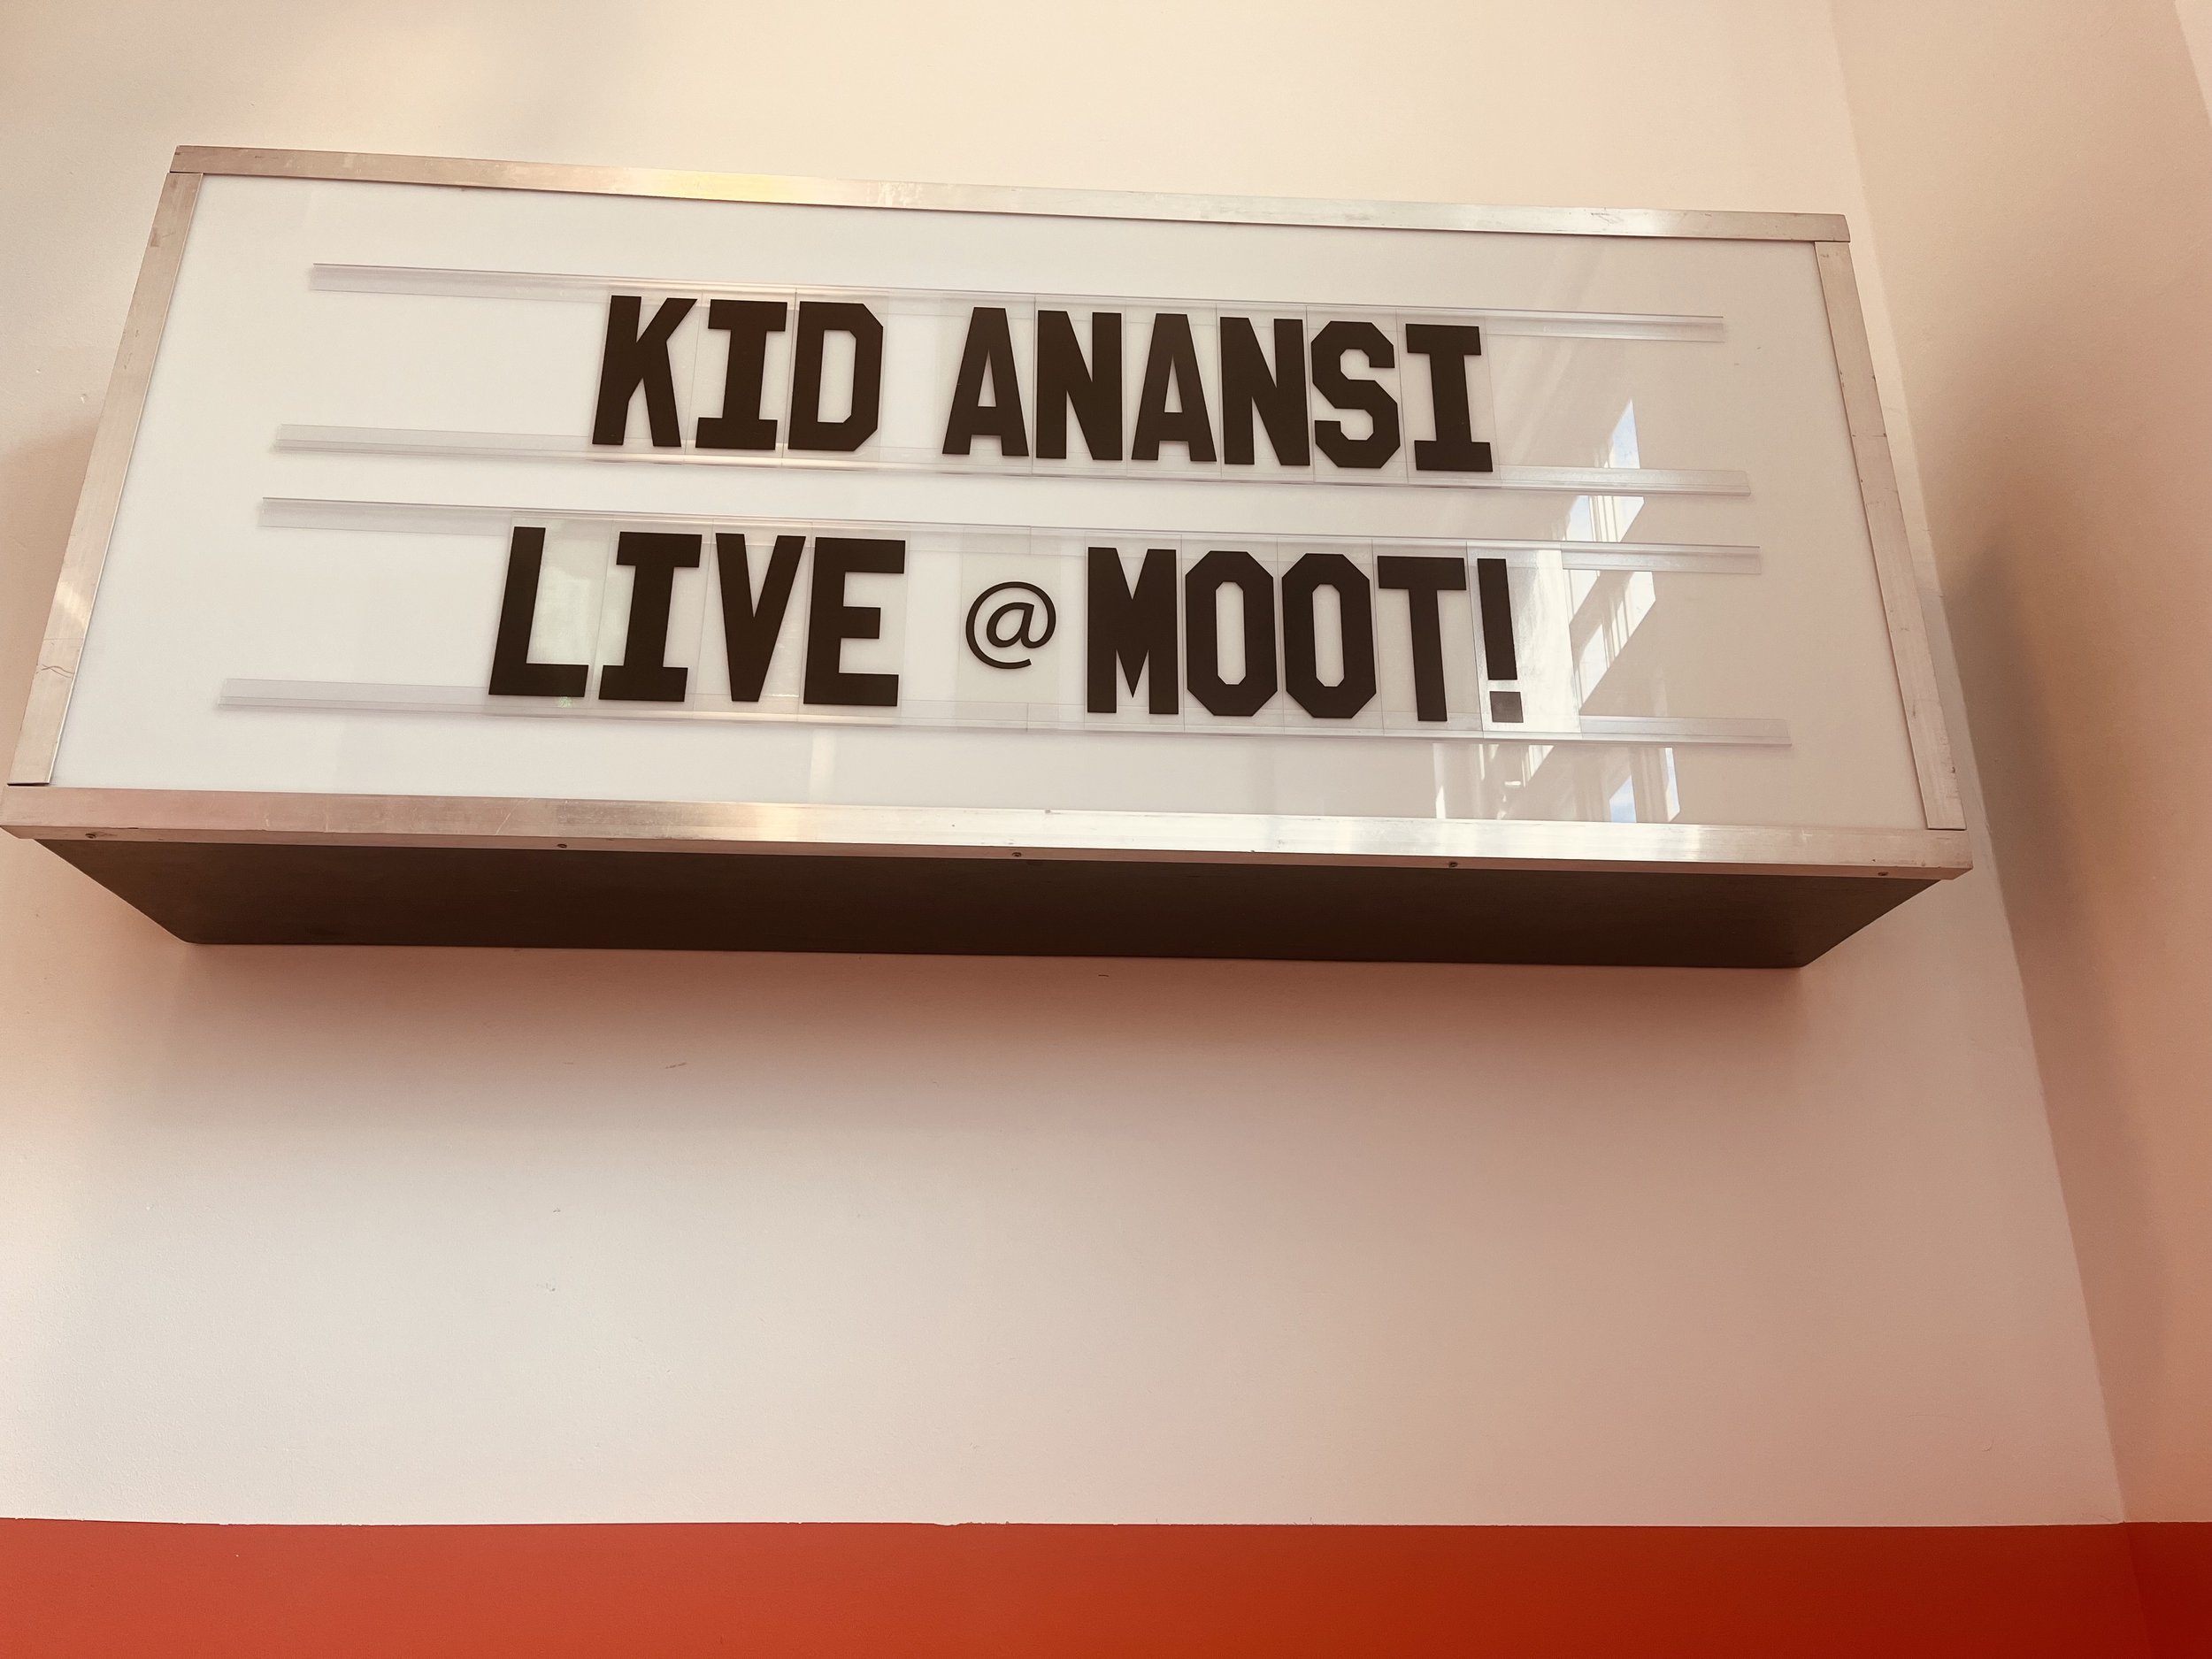 KID ANANSI
LIVE @ MOOT!